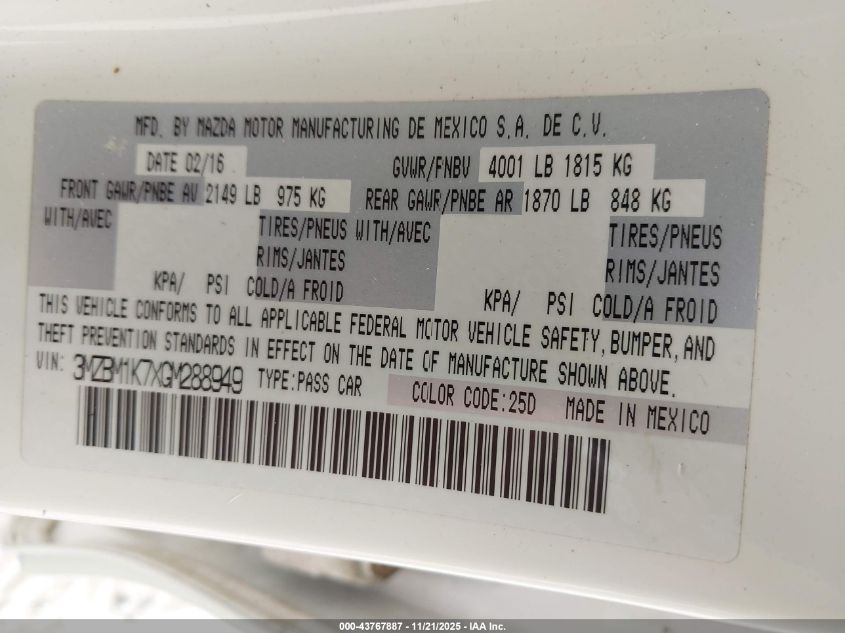 MFD. BY MAZDA MOTOR MANUFACTURING DE MEXICO S.A. DE C.V.
DATE 02/16 GVWR/PNBV 4001 LB 1815 KG
FRONT GAWR/PNBE AV 2149 LB 975 KG REAR GAWR/PNBE AR 1870 LB 848 KG
WITH/AVEC TIRES/PNEUS WITH/AVEC TIRES/PNEUS
RIMS/JANTES RIMS/JANTES
KPA/ PSI COLD/A FROID KPA/ PSI COLD/A FROID
THIS VEHICLE CONFORMS TO ALL APPLICABLE FEDERAL MOTOR VEHICLE SAFETY, BUMPER, AND
THEFT PREVENTION STANDARDS IN EFFECT ON THE DATE OF MANUFACTURE SHOWN ABOVE.
VIN: 3MZBM1K7XGM288949 TYPE:PASS CAR COLOR CODE:25D MADE IN MEXICO
000-43767887 - 11/21/2025 - IAA Inc.